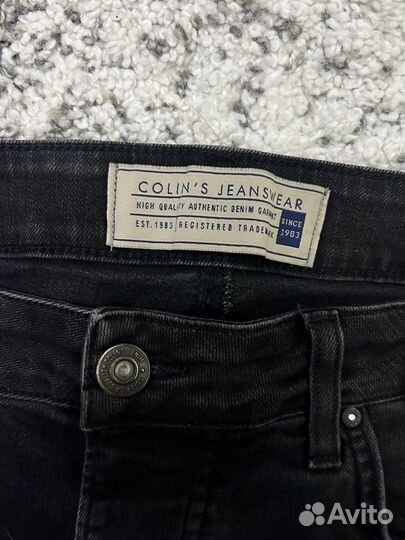 COLIN'S JEANSWEAR
HIGH QUALITY AUTHENTIC DENIM GARMENT
EST.1983 REGISTERED TRADEMARK
SINCE
1983
Avito